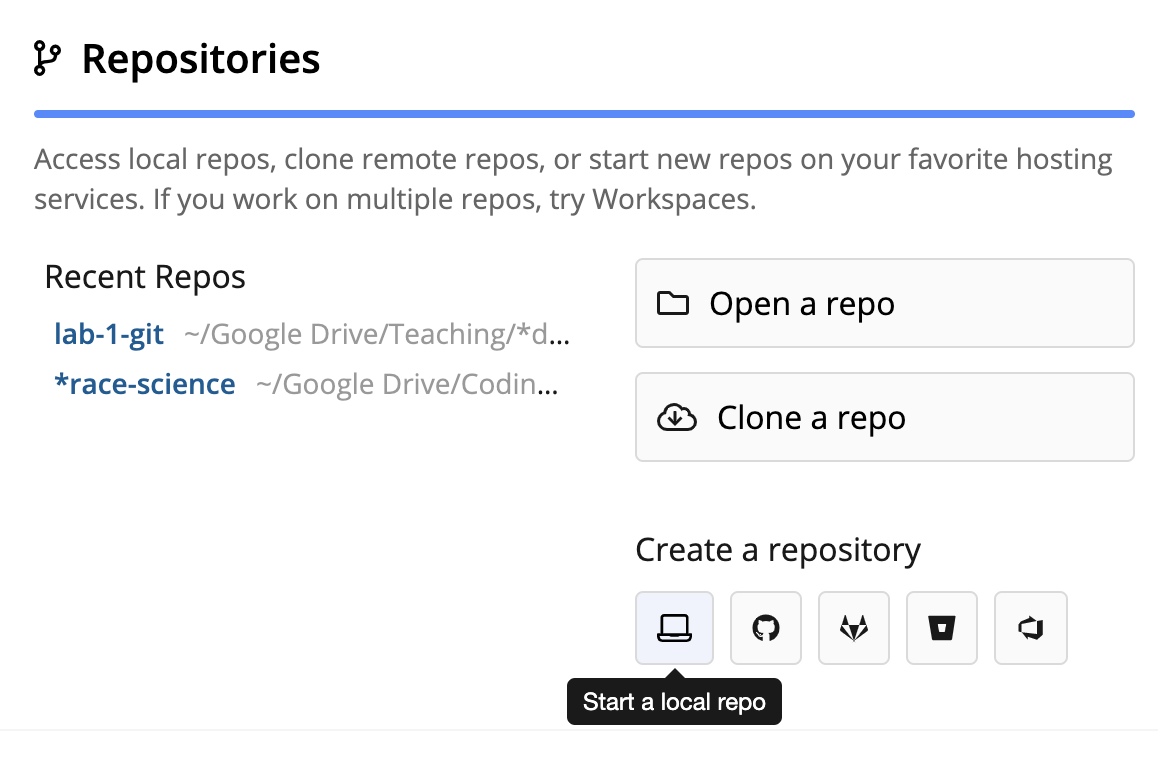 Repositories
Access local repos, clone remote repos, or start new repos on your favorite hosting
services. If you work on multiple repos, try Workspaces.
Recent Repos
lab-1-git ~/Google Drive/Teaching/*d...
*race-science ~/Google Drive/Codin...
Open a repo
Clone a repo
Create a repository
Start a local repo